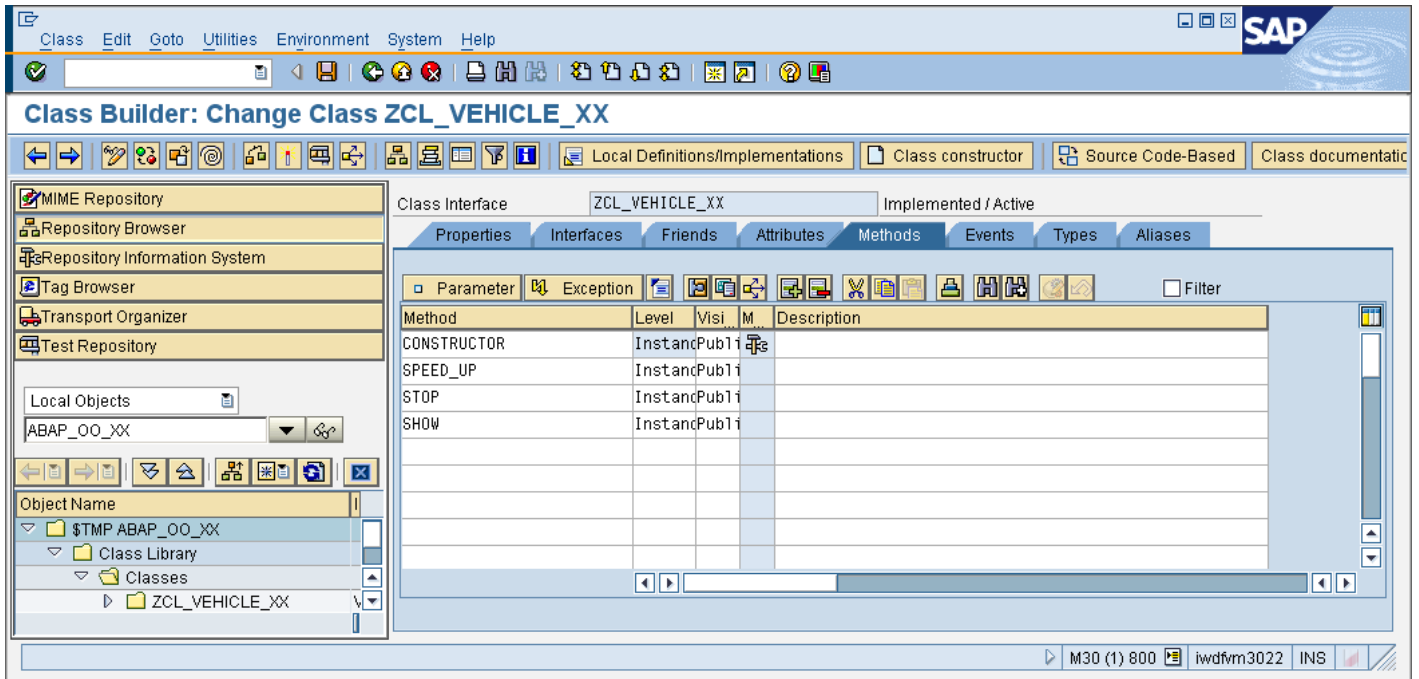 Class Edit Goto Utilities Environment System Help
SAP
Class Builder: Change Class ZCL_VEHICLE_XX
Local Definitions/Implementations Class constructor Source Code-Based Class documentatic
MIME Repository
Repository Browser
Repository Information System
Tag Browser
Transport Organizer
Test Repository
Local Objects
ABAP_OO_XX
Object Name
$TMP ABAP_OO_XX
Class Library
Classes
ZCL_VEHICLE_XX
Class Interface ZCL_VEHICLE_XX Implemented / Active
Properties Interfaces Friends Attributes Methods Events Types Aliases
Parameter Exception Filter
Method Level Visi... M... Description
CONSTRUCTOR Instanc Publi
SPEED_UP Instanc Publi
STOP Instanc Publi
SHOW Instanc Publi
M30 (1) 800 iwdfvm3022 INS